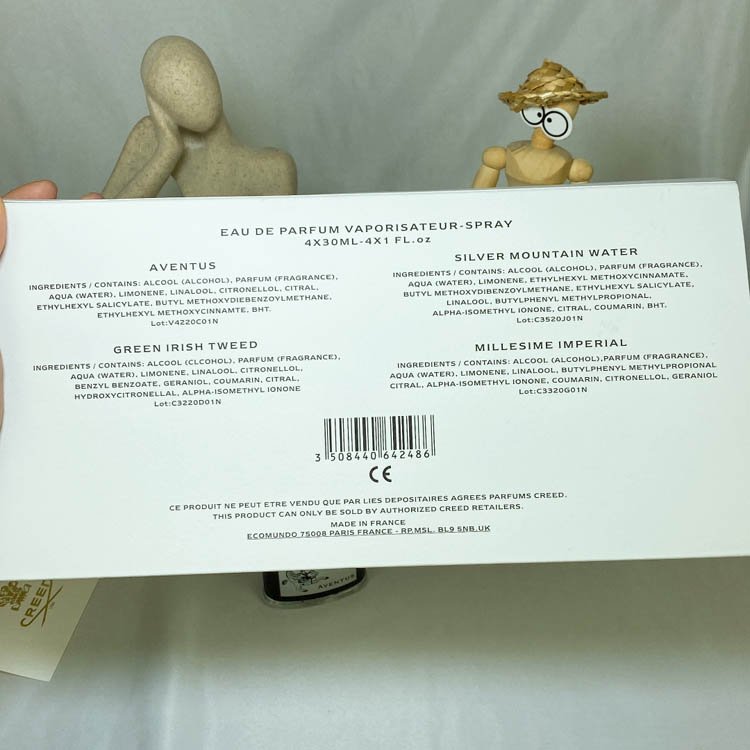 EAU DE PARFUM VAPORISATEUR-SPRAY
4X30ML-4X1 FL.oz
AVENTUS
INGREDIENTS / CONTAINS: ALCOOL (ALCOHOL), PARFUM (FRAGRANCE),
AQUA (WATER), LIMONENE, LINALOOL, CITRONELLOL, CITRAL,
ETHYLHEXYL SALICYLATE, BUTYL METHOXYDIEBENZOYLMETHANE,
ETHYLHEXYL METHOXYCINNAMTE, BHT.
Lot:V4220C01N
SILVER MOUNTAIN WATER
INGREDIENTS / CONTAINS: ALCOOL (ALCOHOL), PARFUM (FRAGRANCE),
AQUA (WATER), LIMONENE, ETHYLHEXYL METHOXYCINNAMATE,
BUTYL METHOXYDIBENZOYLMETHANE, ETHYLHEXYL SALICYLATE,
LINALOOL, BUTYLPHENYL METHYLPROPIONAL,
ALPHA-ISOMETHYL IONONE, CITRAL, COUMARIN, BHT.
Lot:C3520J01N
GREEN IRISH TWEED
INGREDIENTS / CONTAINS: ALCOOL (CLCOHOL), PARFUM (FRAGRANCE),
AQUA (WATER), LIMONENE, LINALOOL, CITRONELLOL,
BENZYL BENZOATE, GERANIOL, COUMARIN, CITRAL,
HYDROXYCITRONELLAL, ALPHA-ISOMETHYL IONONE
Lot:C3220D01N
MILLESIME IMPERIAL
INGREDIENTS / CONTAINS: ALCOOL (ALCOHOL),PARFUM (FRAGRANCE),
AQUA (WATER), LIMONENE, LINALOOL, BUTYLPHENYL METHYLPROPIONAL
CITRAL, ALPHA-ISOMETHYL IONONE, COUMARIN, CITRONELLOL, GERANIOL
Lot:C3320G01N
3 508440 642486
CE
CE PRODUIT NE PEUT ETRE VENDU QUE PAR LIES DEPOSITAIRES AGREES PARFUMS CREED.
THIS PRODUCT CAN ONLY BE SOLD BY AUTHORIZED CREED RETAILERS.
MADE IN FRANCE
ECOMUNDO 75008 PARIS FRANCE - RP.M5L. BL9 5NB.UK
CREED
AVENTUS